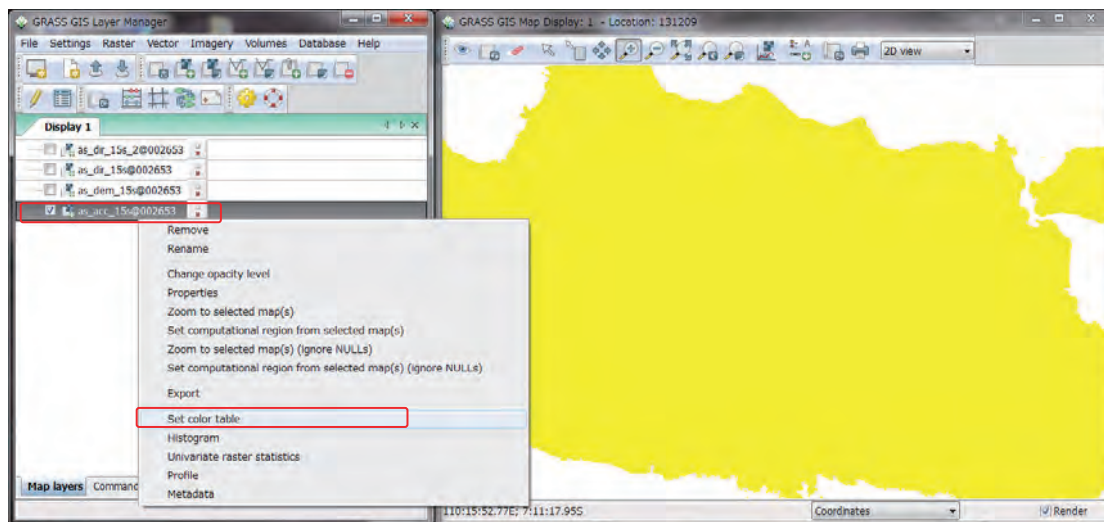 GRASS GIS Layer Manager
File Settings Raster Vector Imagery Volumes Database Help
Display 1
as_dir_15s_2@002653
as_dir_15s@002653
as_dem_15s@002653
as_acc_15s@002653
Remove
Rename
Change opacity level
Properties
Zoom to selected map(s)
Set computational region from selected map(s)
Zoom to selected map(s) (ignore NULLs)
Set computational region from selected map(s) (ignore NULLs)
Export
Set color table
Histogram
Univariate raster statistics
Profile
Metadata
Map layers Command
GRASS GIS Map Display: 1 - Location: 131209
2D view
110:15:52.77E; 7:11:17.95S
Coordinates
Render